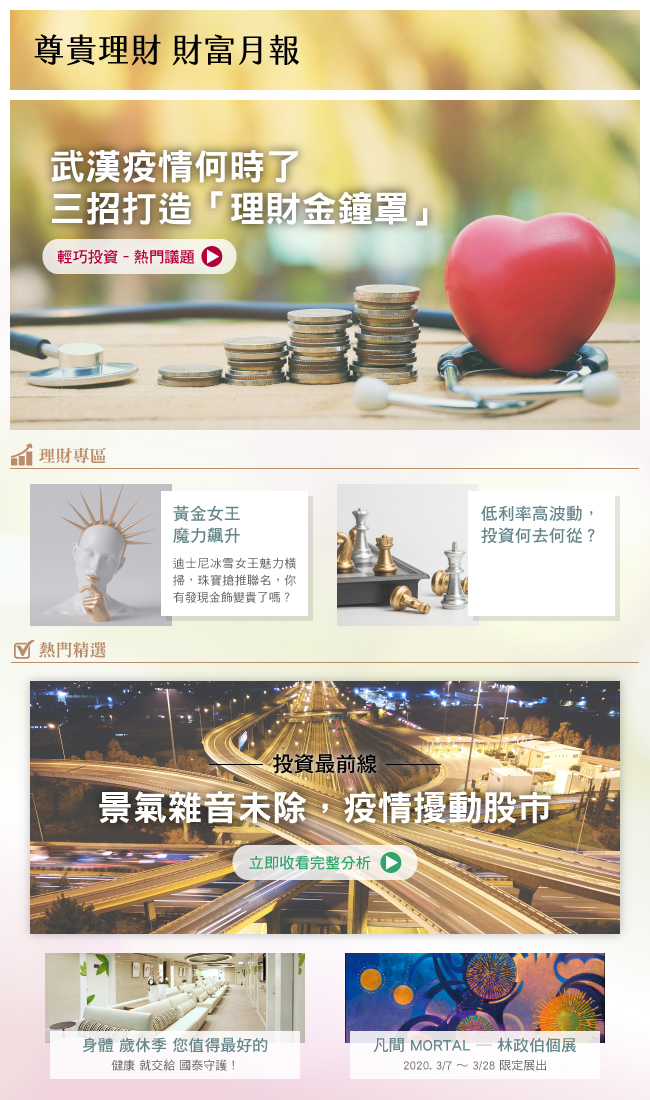 尊貴理財 財富月報
武漢疫情何時了
三招打造「理財金鐘罩」
輕巧投資 - 熱門議題
理財專區
黃金女王
魔力飆升
迪士尼冰雪女王魅力橫
掃，珠寶搶推聯名，你
有發現金飾變貴了嗎？
低利率高波動，
投資何去何從？
熱門精選
投資最前線
景氣雜音未除，疫情擾動股市
立即收看完整分析
身體 歲休季 您值得最好的
健康 就交給 國泰守護！
凡間 MORTAL — 林政伯個展
2020. 3/7 ～ 3/28 限定展出